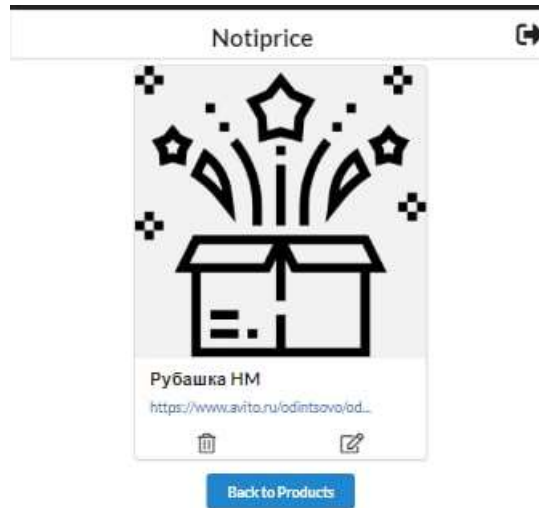 Notiprice
Рубашка НМ
https://www.avito.ru/odintsovo/od...
Back to Products